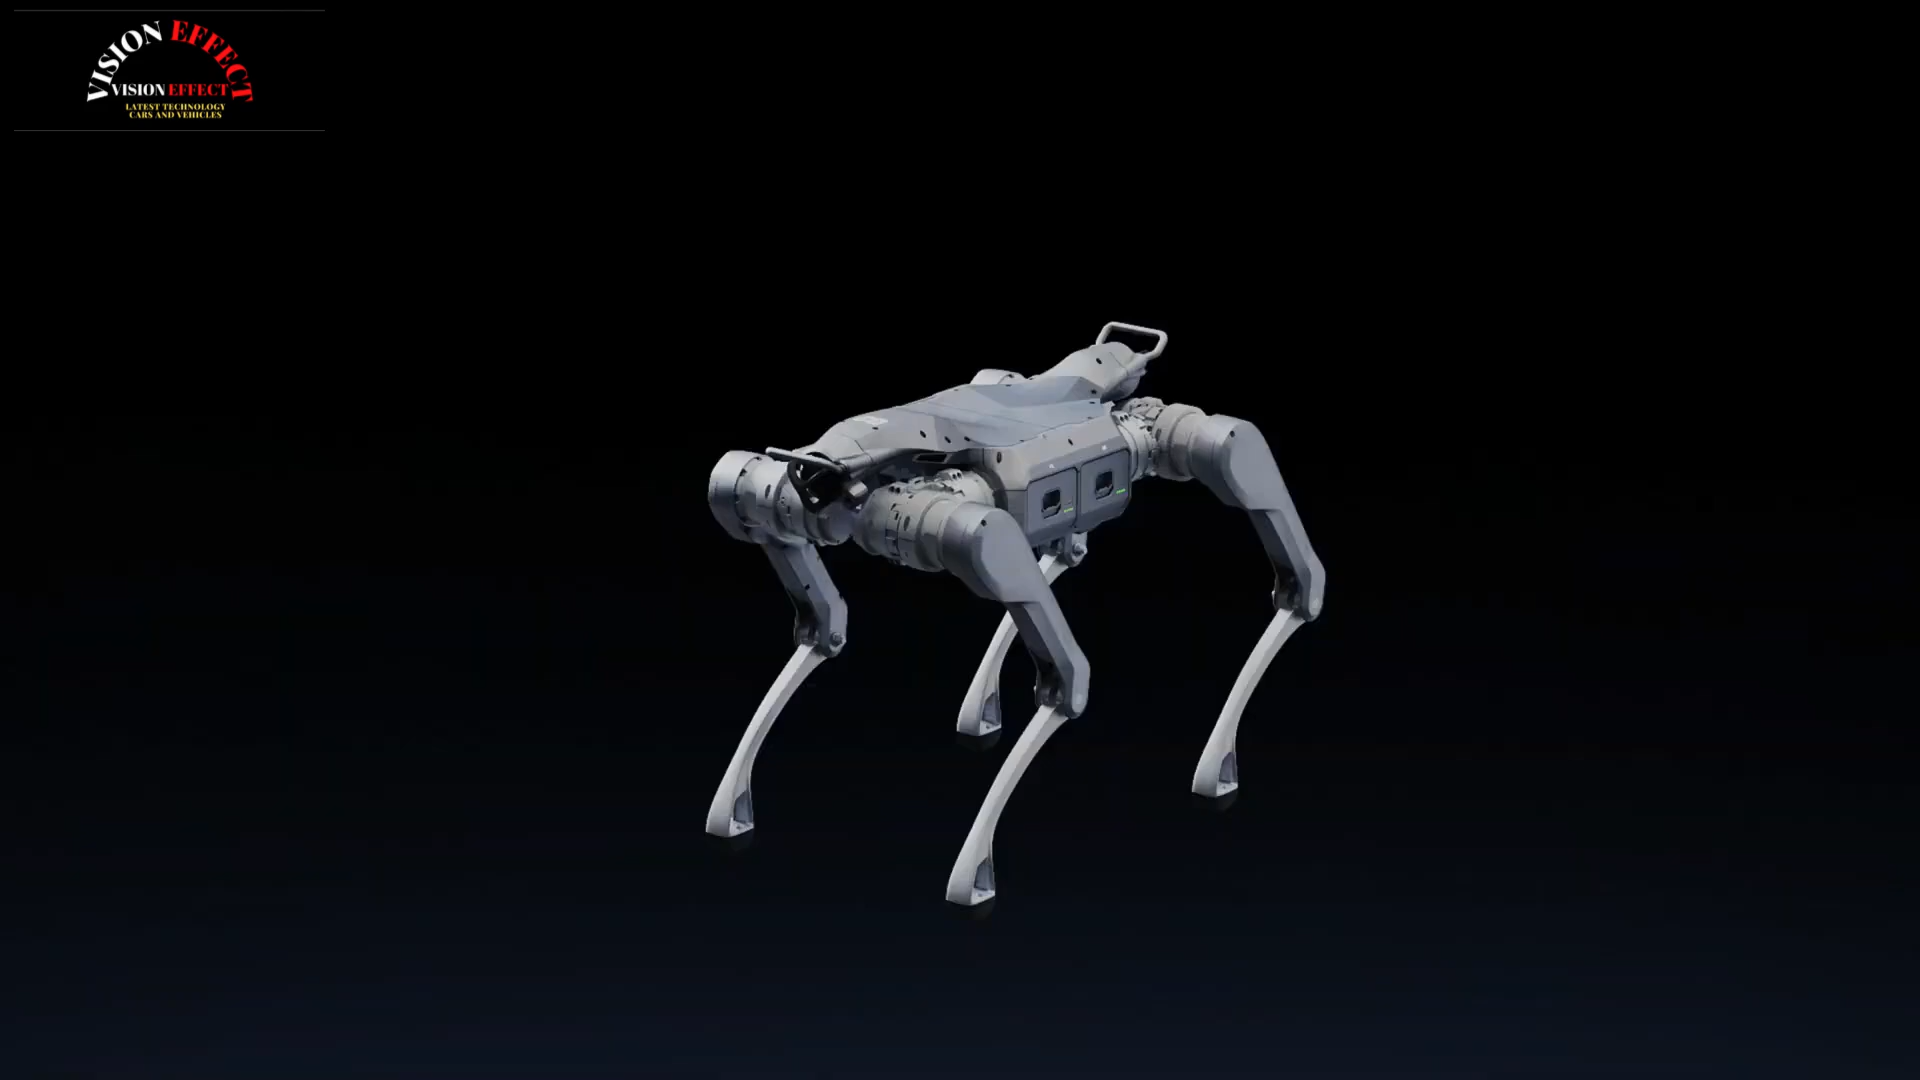 VISION EFFECT
VISION EFFECT
LATEST TECHNOLOGY
CARS AND VEHICLES